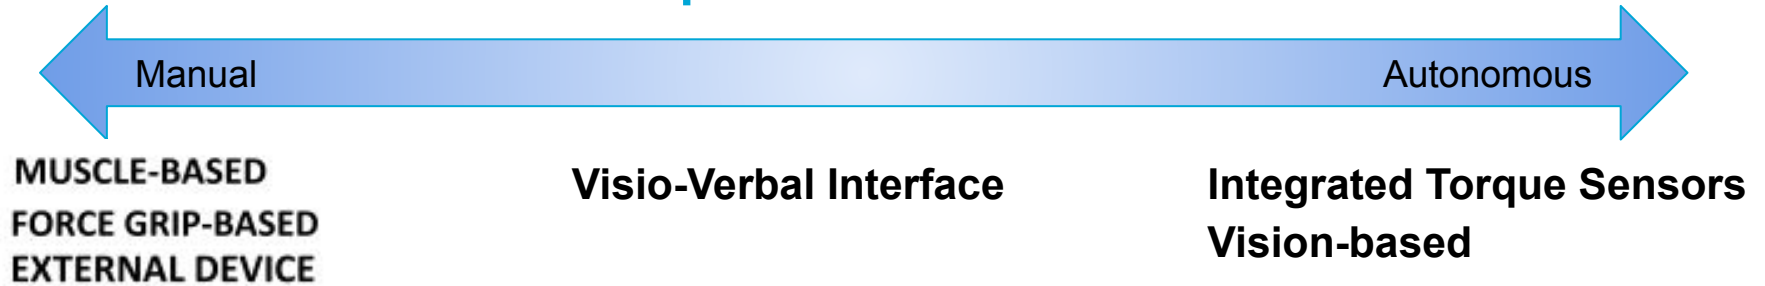 Manual
Autonomous
MUSCLE-BASED
FORCE GRIP-BASED
EXTERNAL DEVICE
Visio-Verbal Interface
Integrated Torque Sensors
Vision-based